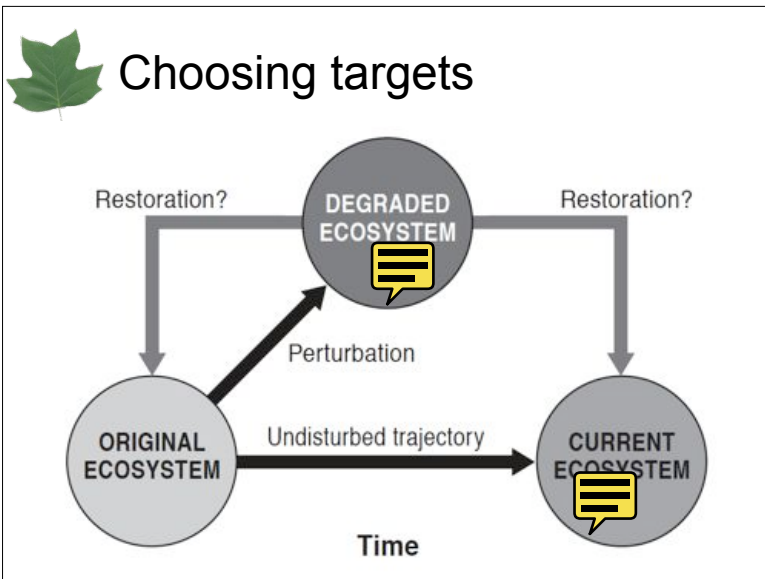 Choosing targets
Restoration?
DEGRADED
ECOSYSTEM
Restoration?
Perturbation
ORIGINAL
ECOSYSTEM
Undisturbed trajectory
CURRENT
ECOSYSTEM
Time